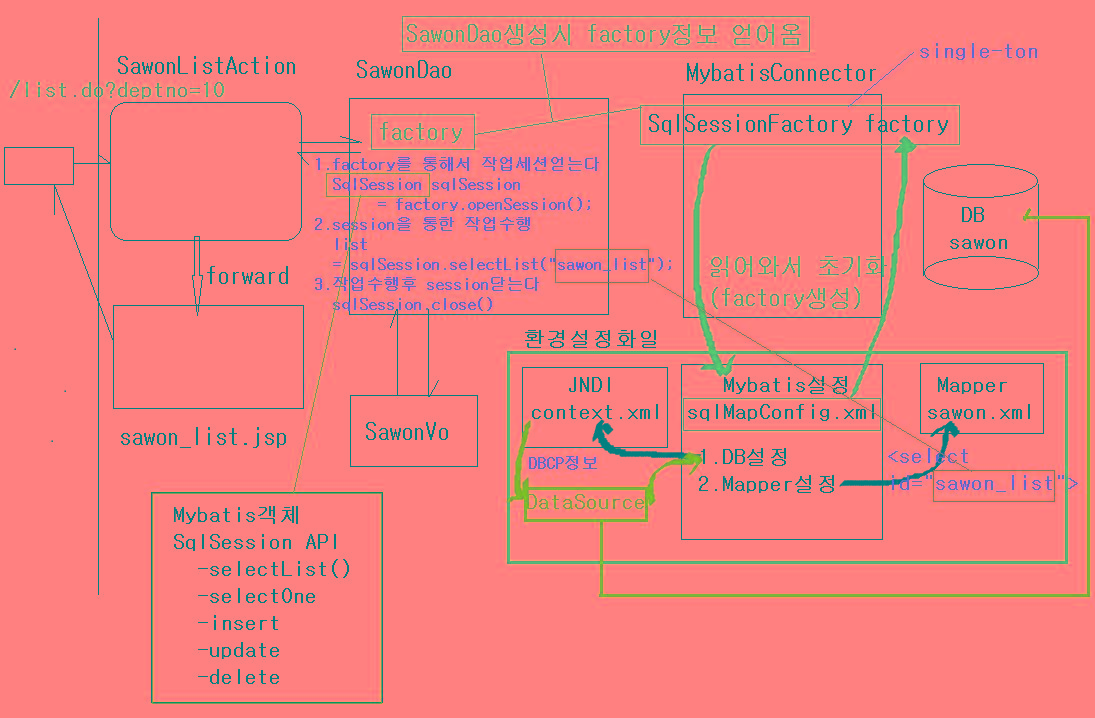 SawonDao생성시 factory정보 얻어옴
single-ton
SawonListAction
SawonDao
MybatisConnector
/list.do?deptno=10
factory
SqlSessionFactory factory
1.factory를 통해서 작업세션얻는다
SqlSession sqlSession
= factory.openSession();
2.session을 통한 작업수행
list
= sqlSession.selectList("sawon_list");
3.작업수행후 session닫는다
sqlSession.close()
DB
sawon
읽어와서 초기화
(factory생성)
forward
환경설정화일
sawon_list.jsp
SawonVo
JNDI
context.xml
DBCP정보
DataSource
Mybatis설정
sqlMapConfig.xml
1.DB설정
2.Mapper설정
Mapper
sawon.xml
<select
id="sawon_list">
Mybatis객체
SqlSession API
-selectList()
-selectOne
-insert
-update
-delete